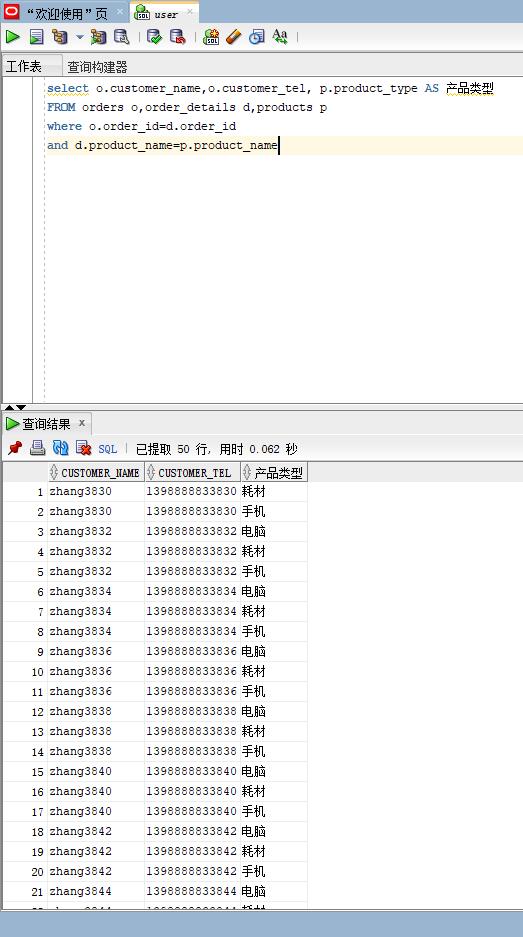 “欢迎使用”页 × user ×
工作表 查询构建器
select o.customer_name,o.customer_tel, p.product_type AS 产品类型
FROM orders o,order_details d,products p
where o.order_id=d.order_id
and d.product_name=p.product_name
查询结果 ×
SQL | 已提取 50 行, 用时 0.062 秒
CUSTOMER_NAME CUSTOMER_TEL 产品类型
1 zhang3830 1398888833830 耗材
2 zhang3830 1398888833830 手机
3 zhang3832 1398888833832 电脑
4 zhang3832 1398888833832 耗材
5 zhang3832 1398888833832 手机
6 zhang3834 1398888833834 电脑
7 zhang3834 1398888833834 耗材
8 zhang3834 1398888833834 手机
9 zhang3836 1398888833836 电脑
10 zhang3836 1398888833836 耗材
11 zhang3836 1398888833836 手机
12 zhang3838 1398888833838 电脑
13 zhang3838 1398888833838 耗材
14 zhang3838 1398888833838 手机
15 zhang3840 1398888833840 电脑
16 zhang3840 1398888833840 耗材
17 zhang3840 1398888833840 手机
18 zhang3842 1398888833842 电脑
19 zhang3842 1398888833842 耗材
20 zhang3842 1398888833842 手机
21 zhang3844 1398888833844 电脑